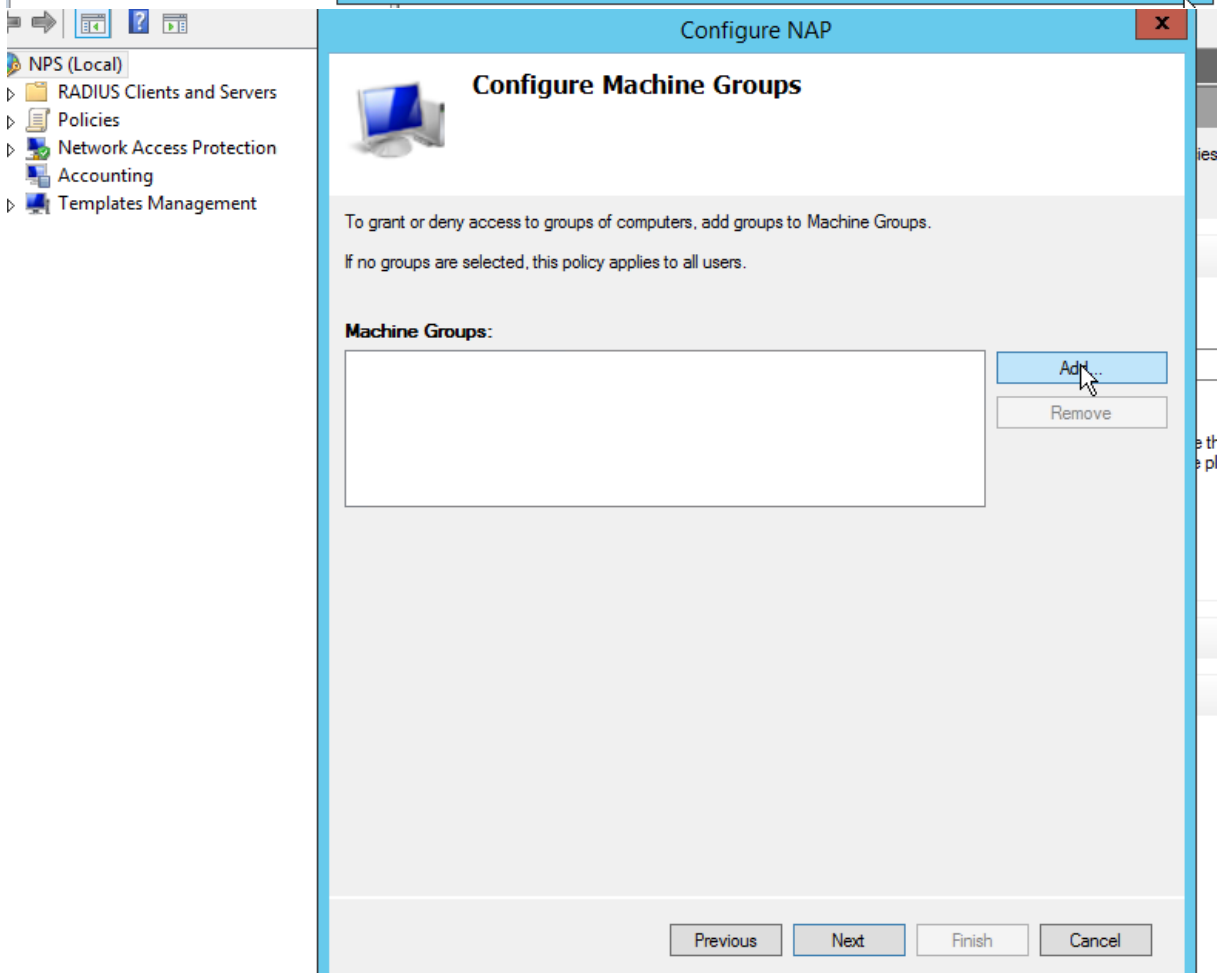 Configure NAP
x
NPS (Local)
RADIUS Clients and Servers
Policies
Network Access Protection
Accounting
Templates Management
Configure Machine Groups
To grant or deny access to groups of computers, add groups to Machine Groups.
If no groups are selected, this policy applies to all users.
Machine Groups:
Add...
Remove
Previous
Next
Finish
Cancel